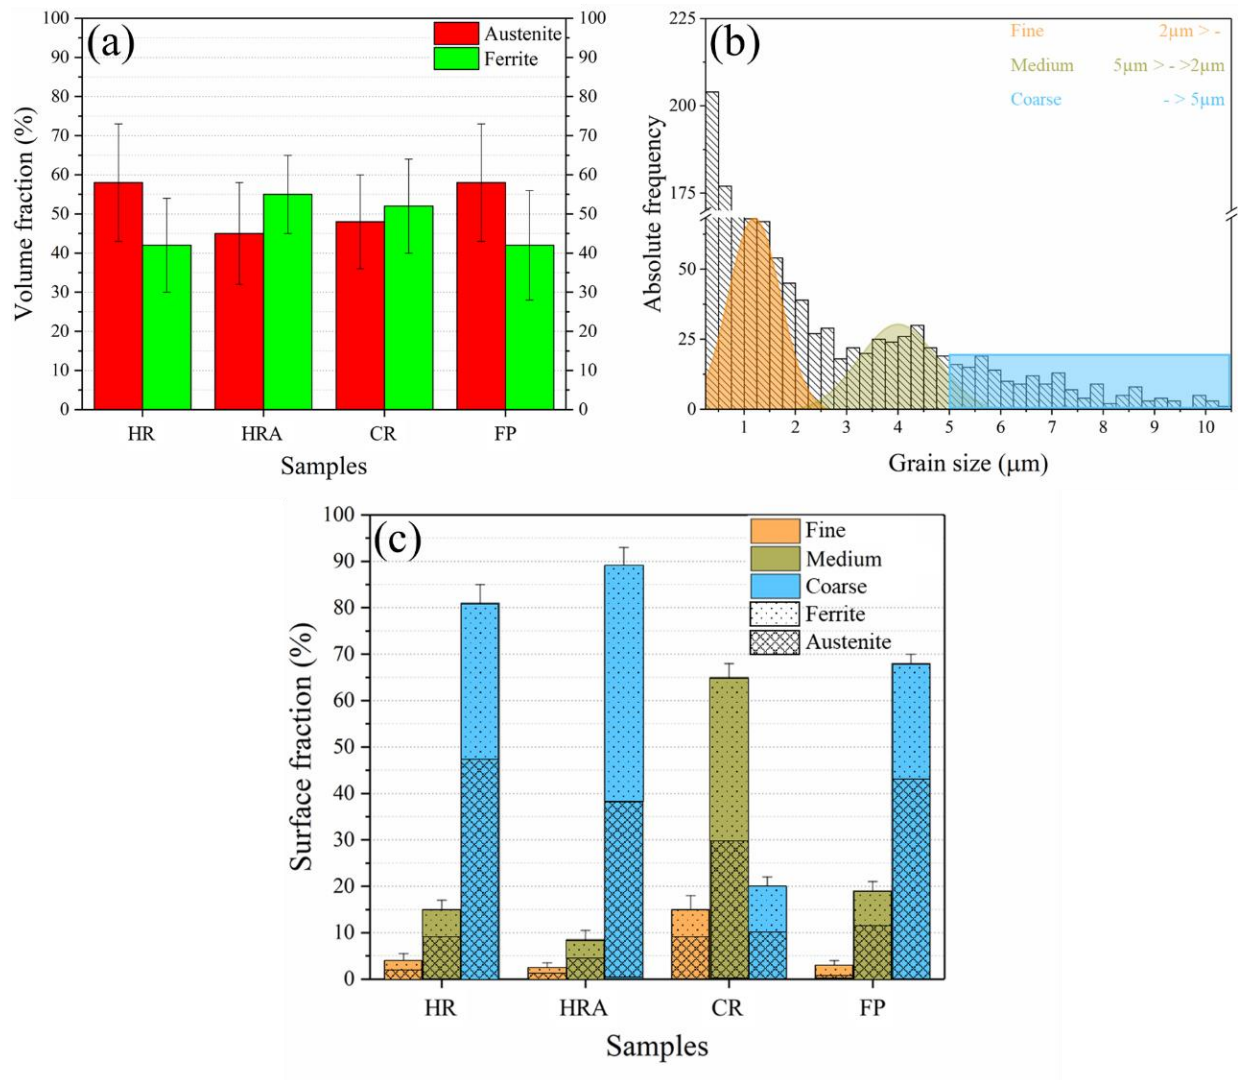 (a)
Austenite
Ferrite
Volume fraction (%)
100
90
80
70
60
50
40
30
20
10
0
100
90
80
70
60
50
40
30
20
10
0
HR HRA CR FP
Samples
(b)
Fine 2μm > -
Medium 5μm > - >2μm
Coarse - > 5μm
Absolute frequency
225
200
175
50
25
0
1 2 3 4 5 6 7 8 9 10
Grain size (μm)
(c)
Fine
Medium
Coarse
Ferrite
Austenite
Surface fraction (%)
100
90
80
70
60
50
40
30
20
10
0
HR HRA CR FP
Samples